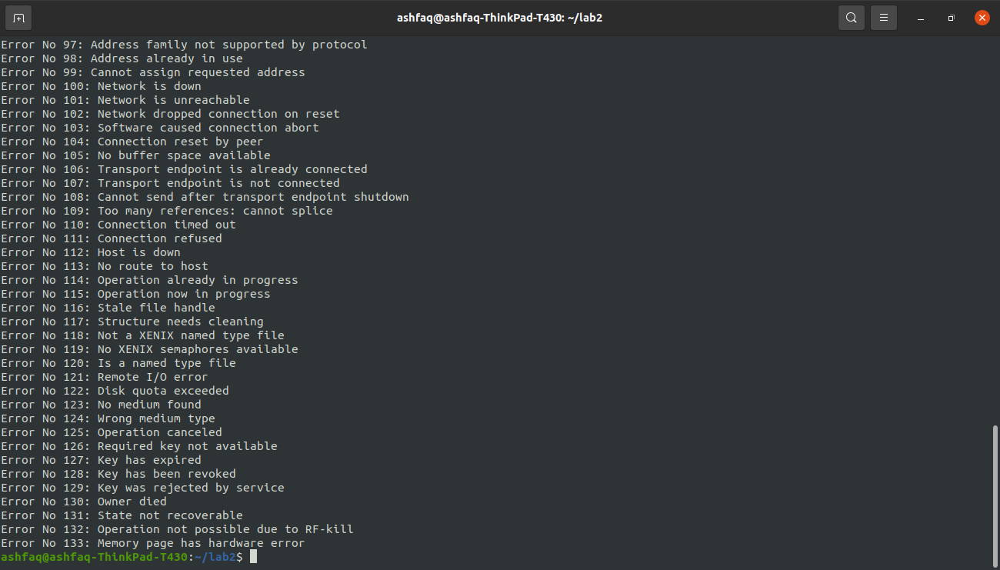 ashfaq@ashfaq-ThinkPad-T430: ~/lab2
Error No 97: Address family not supported by protocol
Error No 98: Address already in use
Error No 99: Cannot assign requested address
Error No 100: Network is down
Error No 101: Network is unreachable
Error No 102: Network dropped connection on reset
Error No 103: Software caused connection abort
Error No 104: Connection reset by peer
Error No 105: No buffer space available
Error No 106: Transport endpoint is already connected
Error No 107: Transport endpoint is not connected
Error No 108: Cannot send after transport endpoint shutdown
Error No 109: Too many references: cannot splice
Error No 110: Connection timed out
Error No 111: Connection refused
Error No 112: Host is down
Error No 113: No route to host
Error No 114: Operation already in progress
Error No 115: Operation now in progress
Error No 116: Stale file handle
Error No 117: Structure needs cleaning
Error No 118: Not a XENIX named type file
Error No 119: No XENIX semaphores available
Error No 120: Is a named type file
Error No 121: Remote I/O error
Error No 122: Disk quota exceeded
Error No 123: No medium found
Error No 124: Wrong medium type
Error No 125: Operation canceled
Error No 126: Required key not available
Error No 127: Key has expired
Error No 128: Key has been revoked
Error No 129: Key was rejected by service
Error No 130: Owner died
Error No 131: State not recoverable
Error No 132: Operation not possible due to RF-kill
Error No 133: Memory page has hardware error
ashfaq@ashfaq-ThinkPad-T430:~/lab2$